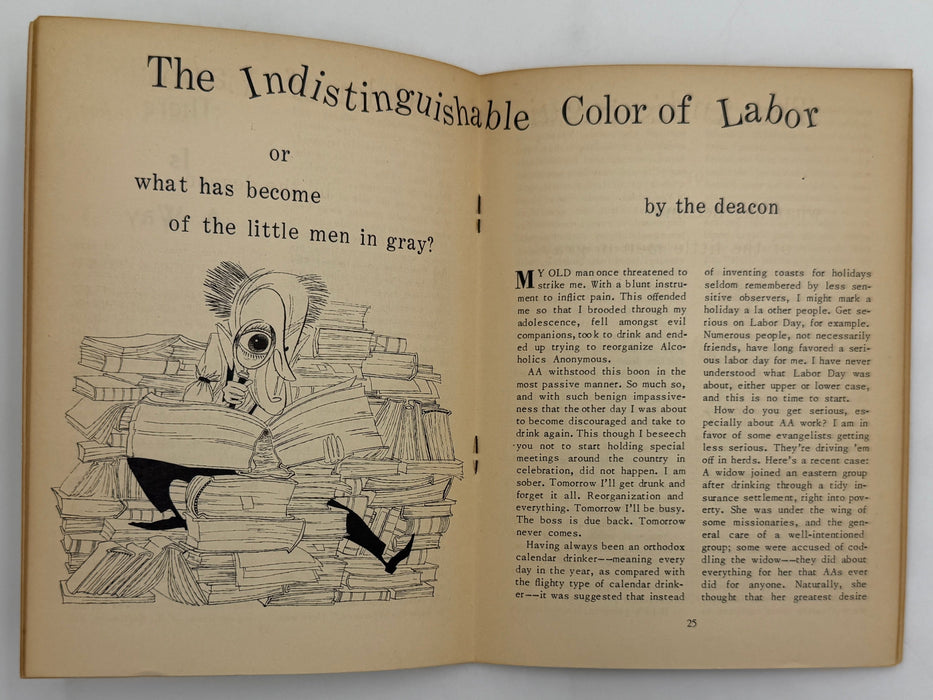 The Indistinguishable Color of Labor
or
what has become
of the little men in gray?
by the deacon
MY OLD man once threatened to
strike me. With a blunt instru-
ment to inflict pain. This offended
me so that I brooded through my
adolescence, fell amongst evil
companions, took to drink and end-
ed up trying to reorganize Alco-
holics Anonymous.
AA withstood this boon in the
most passive manner. So much so,
and with such benign impassive-
ness that the other day I was about
to become discouraged and take to
drink again. This though I beseech
you not to start holding special
meetings around the country in
celebration, did not happen. I am
sober. Tomorrow I'll get drunk and
forget it all. Reorganization and
everything. Tomorrow I'll be busy.
The boss is due back. Tomorrow
never comes.
Having always been an orthodox
calendar drinker--meaning every
day in the year, as compared with
the flighty type of calendar drink-
er--it was suggested that instead
of inventing toasts for holidays
seldom remembered by less sen-
sitive observers, I might mark a
holiday a la other people. Get se-
rious on Labor Day, for example.
Numerous people, not necessarily
friends, have long favored a seri-
ous labor day for me. I have never
understood what Labor Day was
about, either upper or lower case,
and this is no time to start.
How do you get serious, es-
pecially about AA work? I am in
favor of some evangelists getting
less serious. They're driving 'em
off in herds. Here's a recent case:
A widow joined an eastern group
after drinking through a tidy in-
surance settlement, right into pov-
erty. She was under the wing of
some missionaries, and the gen-
eral care of a well-intentioned
group; some were accused of cod-
dling the widow--they did about
everything for her that AAs ever
did for anyone. Naturally, she
thought that her greatest desire
25